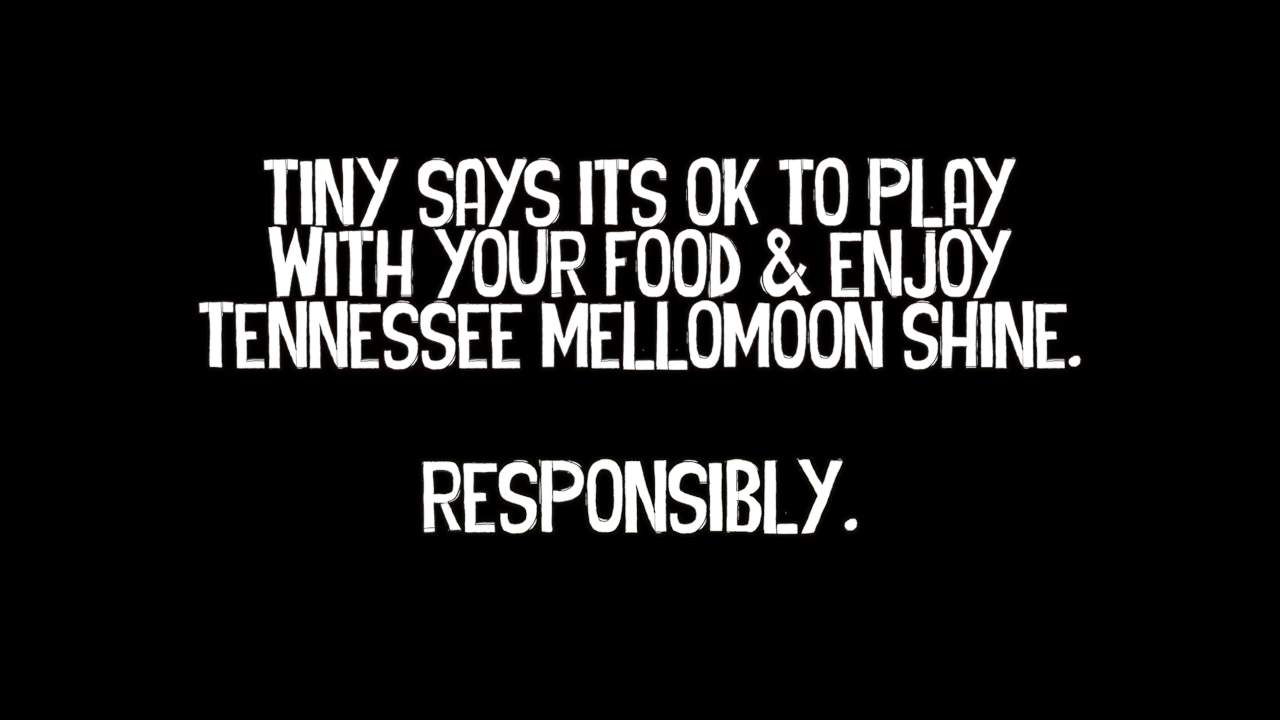 TINY SAYS ITS OK TO PLAY
WITH YOUR FOOD & ENJOY
TENNESSEE MELLOMOON SHINE.
RESPONSIBLY.